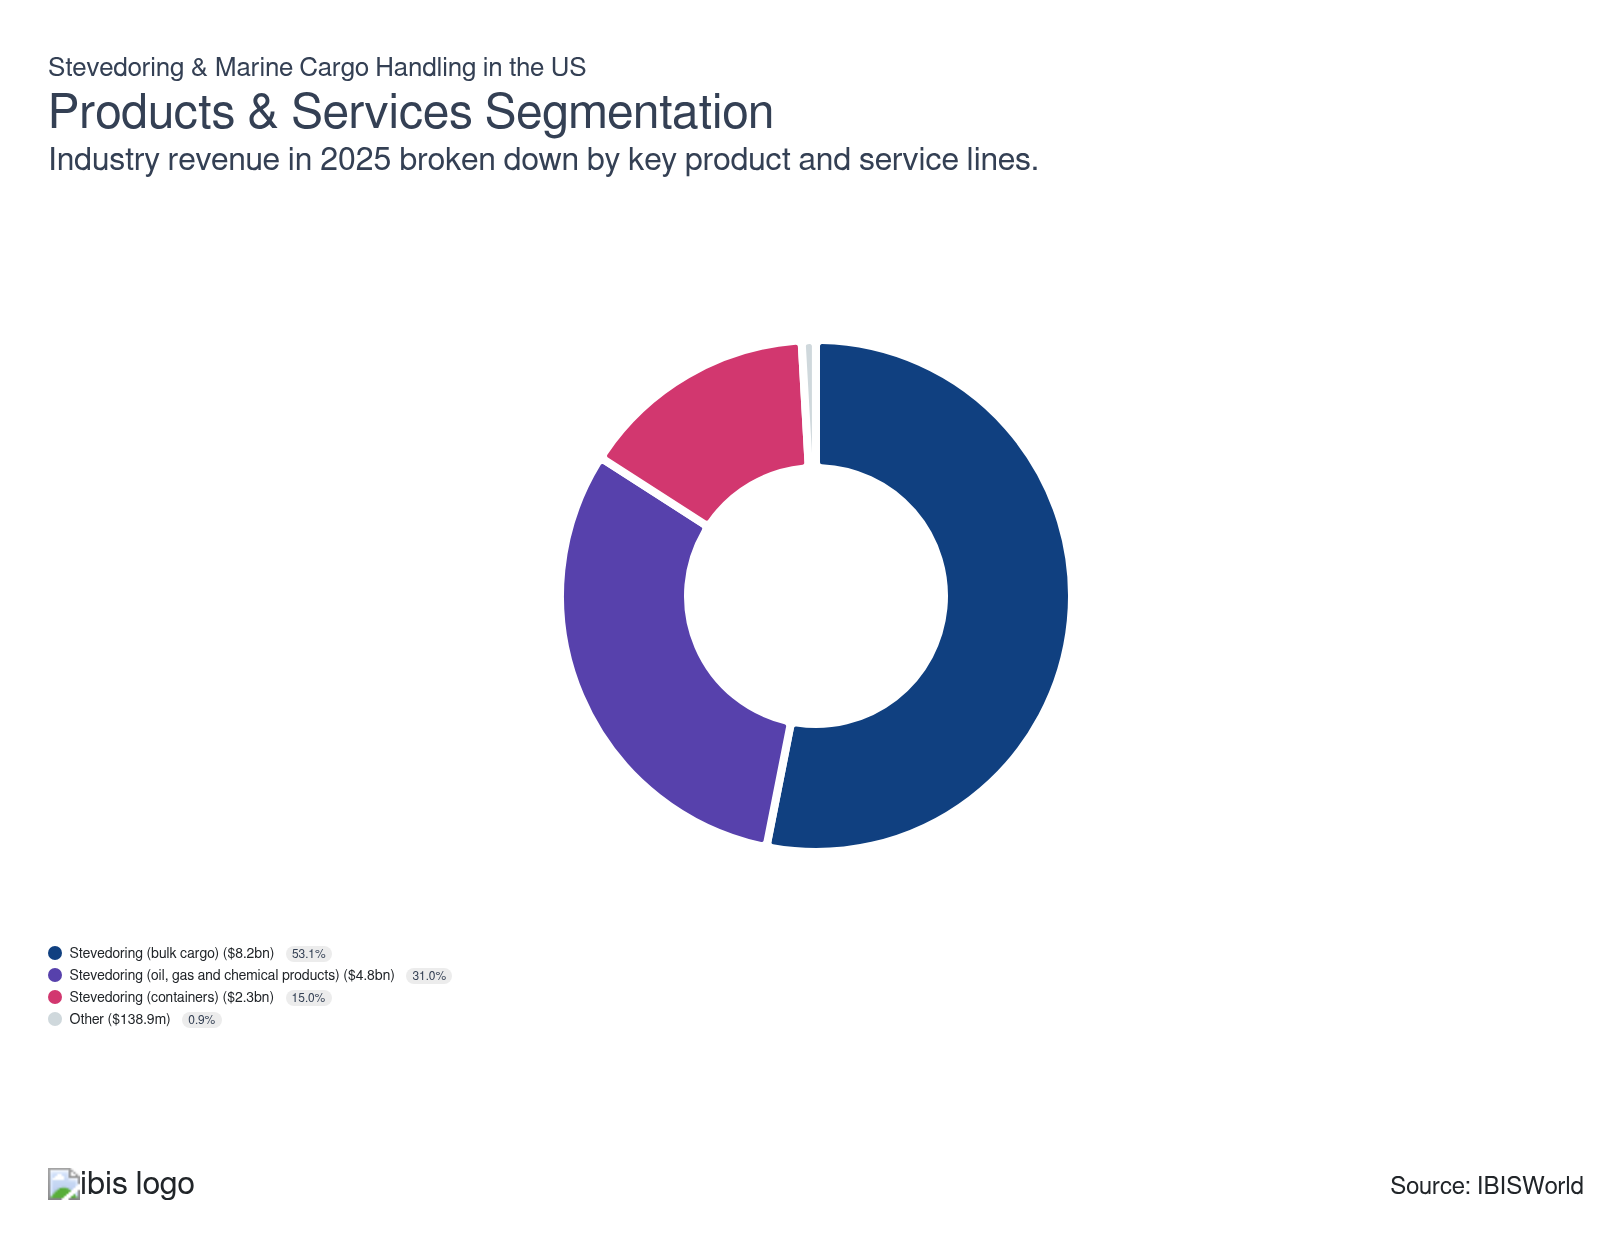 Stevedoring & Marine Cargo Handling in the US
Products & Services Segmentation
Industry revenue in 2025 broken down by key product and service lines.
Stevedoring (bulk cargo) ($8.2bn) 53.1%
Stevedoring (oil, gas and chemical products) ($4.8bn) 31.0%
Stevedoring (containers) ($2.3bn) 15.0%
Other ($138.9m) 0.9%
ibis logo
Source: IBISWorld